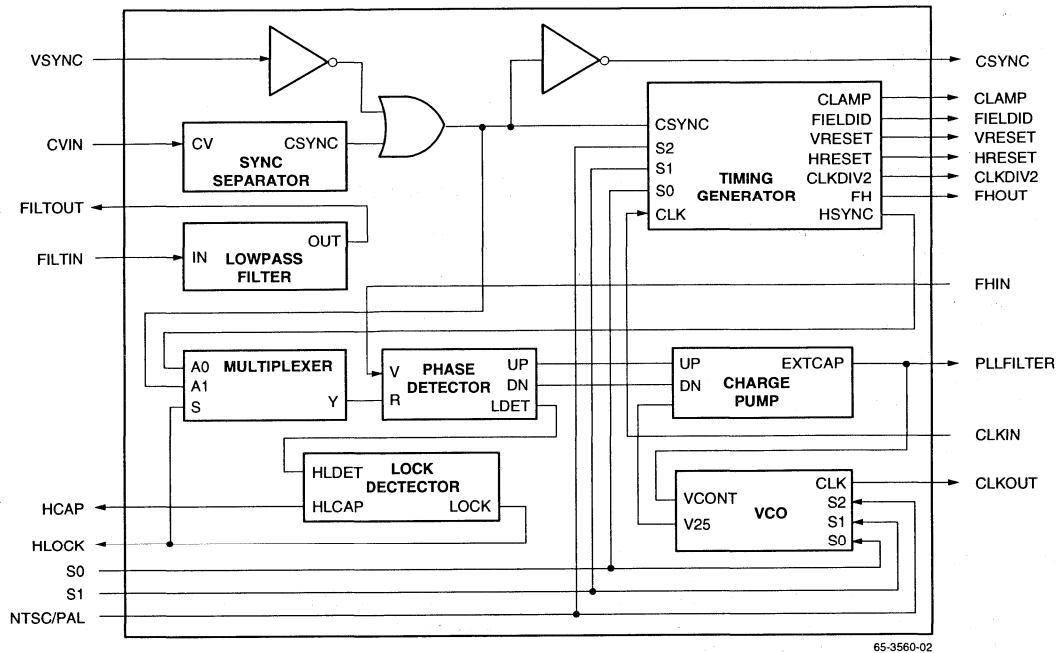 VSYNC
CSYNC
CVIN
CV
CSYNC
SYNC
SEPARATOR
FILTOUT
FILTIN
IN
OUT
LOWPASS
FILTER
CSYNC
S2
S1
S0
CLK
TIMING
GENERATOR
CLAMP
FIELDID
VRESET
HRESET
CLKDIV2
FH
HSYNC
CLAMP
FIELDID
VRESET
HRESET
CLKDIV2
FHOUT
FHIN
A0
A1
S
MULTIPLEXER
Y
V
R
PHASE
DETECTOR
UP
DN
LDET
UP
DN
EXTCAP
CHARGE
PUMP
PLLFILTER
CLKIN
HLDET
HLCAP
LOCK
DECTECTOR
LOCK
VCONT
V25
VCO
CLK
S2
S1
S0
CLKOUT
HCAP
HLOCK
S0
S1
NTSC/PAL
65-3560-02